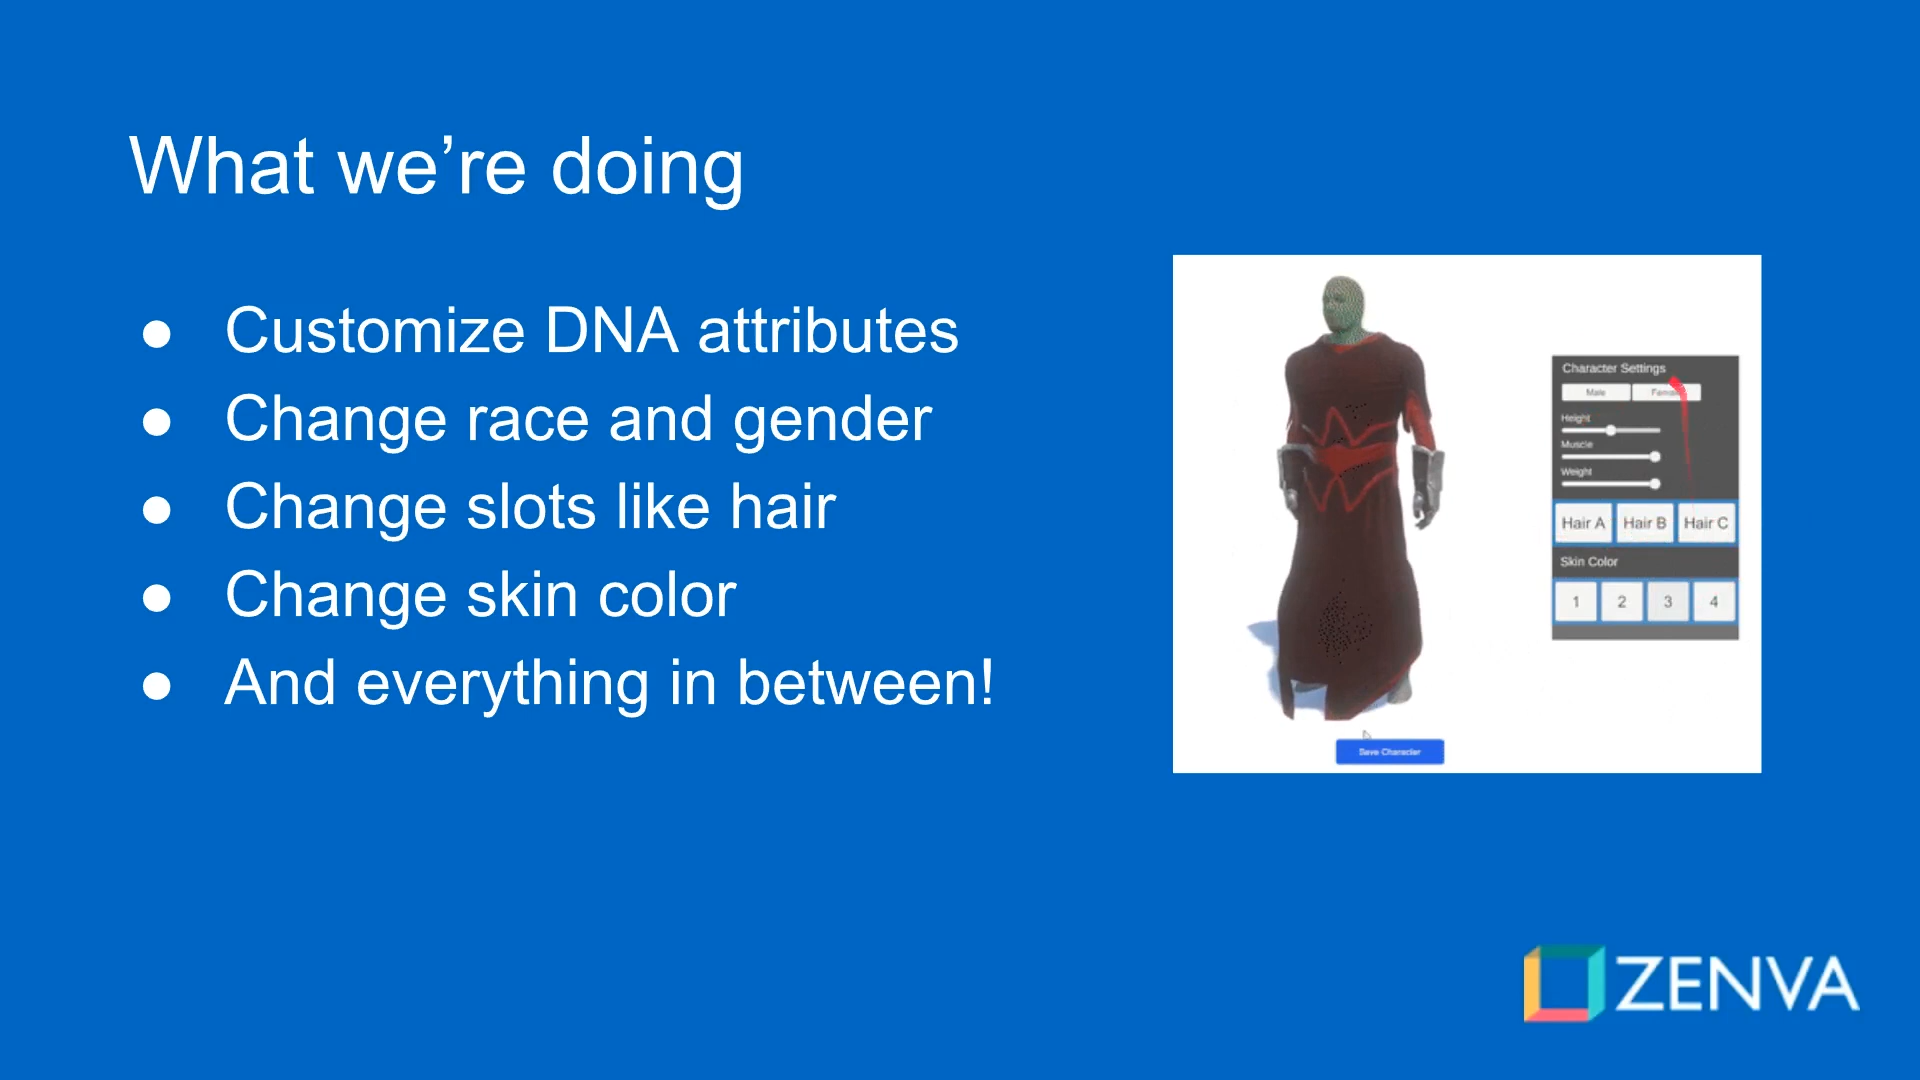 What we’re doing
● Customize DNA attributes
● Change race and gender
● Change slots like hair
● Change skin color
● And everything in between!
Character Settings
Male Female
Height
Muscle
Weight
Hair A Hair B Hair C
Skin Color
1 2 3 4
Save Character
ZENVA